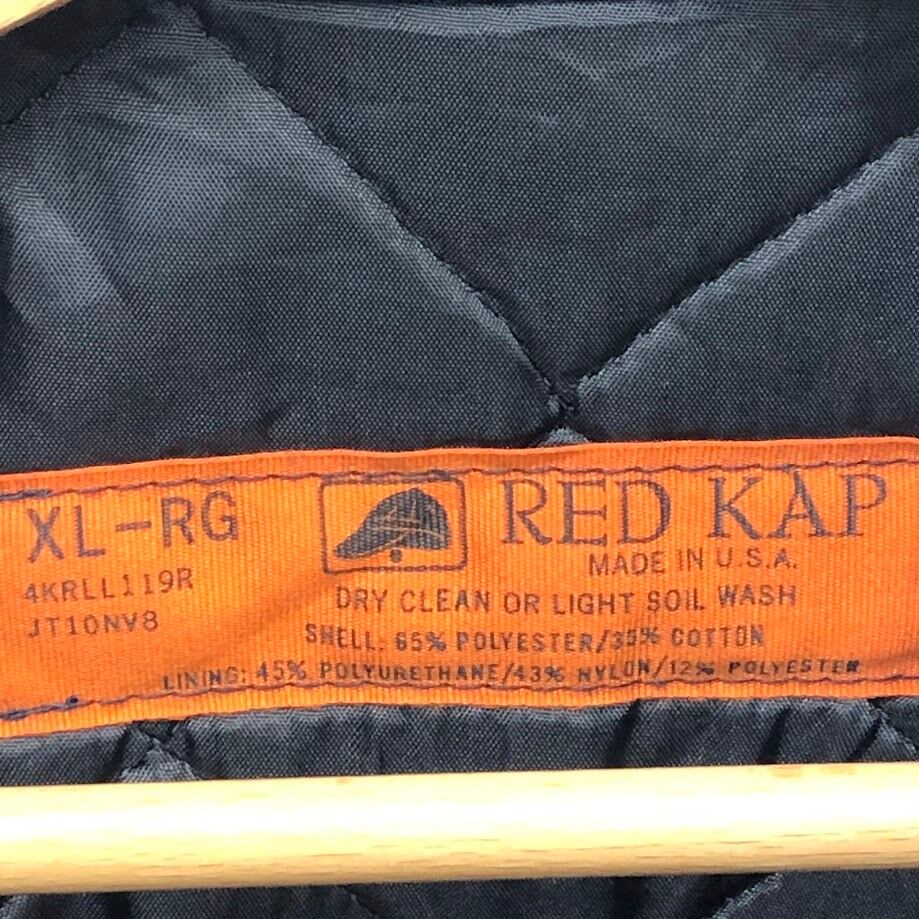 XL-RG
4KRLL119R
JT10NV8
RED KAP
MADE IN U.S.A.
DRY CLEAN OR LIGHT SOIL WASH
SHELL: 65% POLYESTER/35% COTTON
LINING: 45% POLYURETHANE/43% NYLON/12% POLYESTER